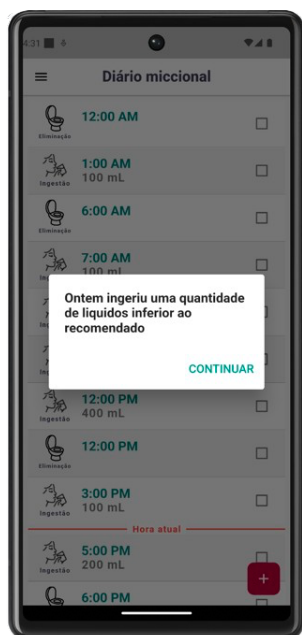 4:31
Diário miccional
12:00 AM
Eliminação
1:00 AM
100 mL
Ingestão
6:00 AM
Eliminação
7:00 AM
100 mL
Ontem ingeriu uma quantidade
de liquidos inferior ao
recomendado
CONTINUAR
12:00 PM
400 mL
Ingestão
12:00 PM
Eliminação
3:00 PM
100 mL
Ingestão
Hora atual
5:00 PM
200 mL
Ingestão
+
6:00 PM